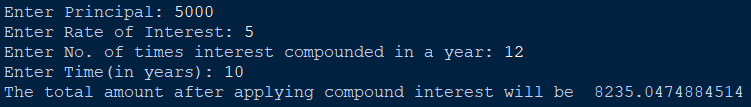 Enter Principal: 5000
Enter Rate of Interest: 5
Enter No. of times interest compounded in a year: 12
Enter Time(in years): 10
The total amount after applying compound interest will be  8235.0474884514